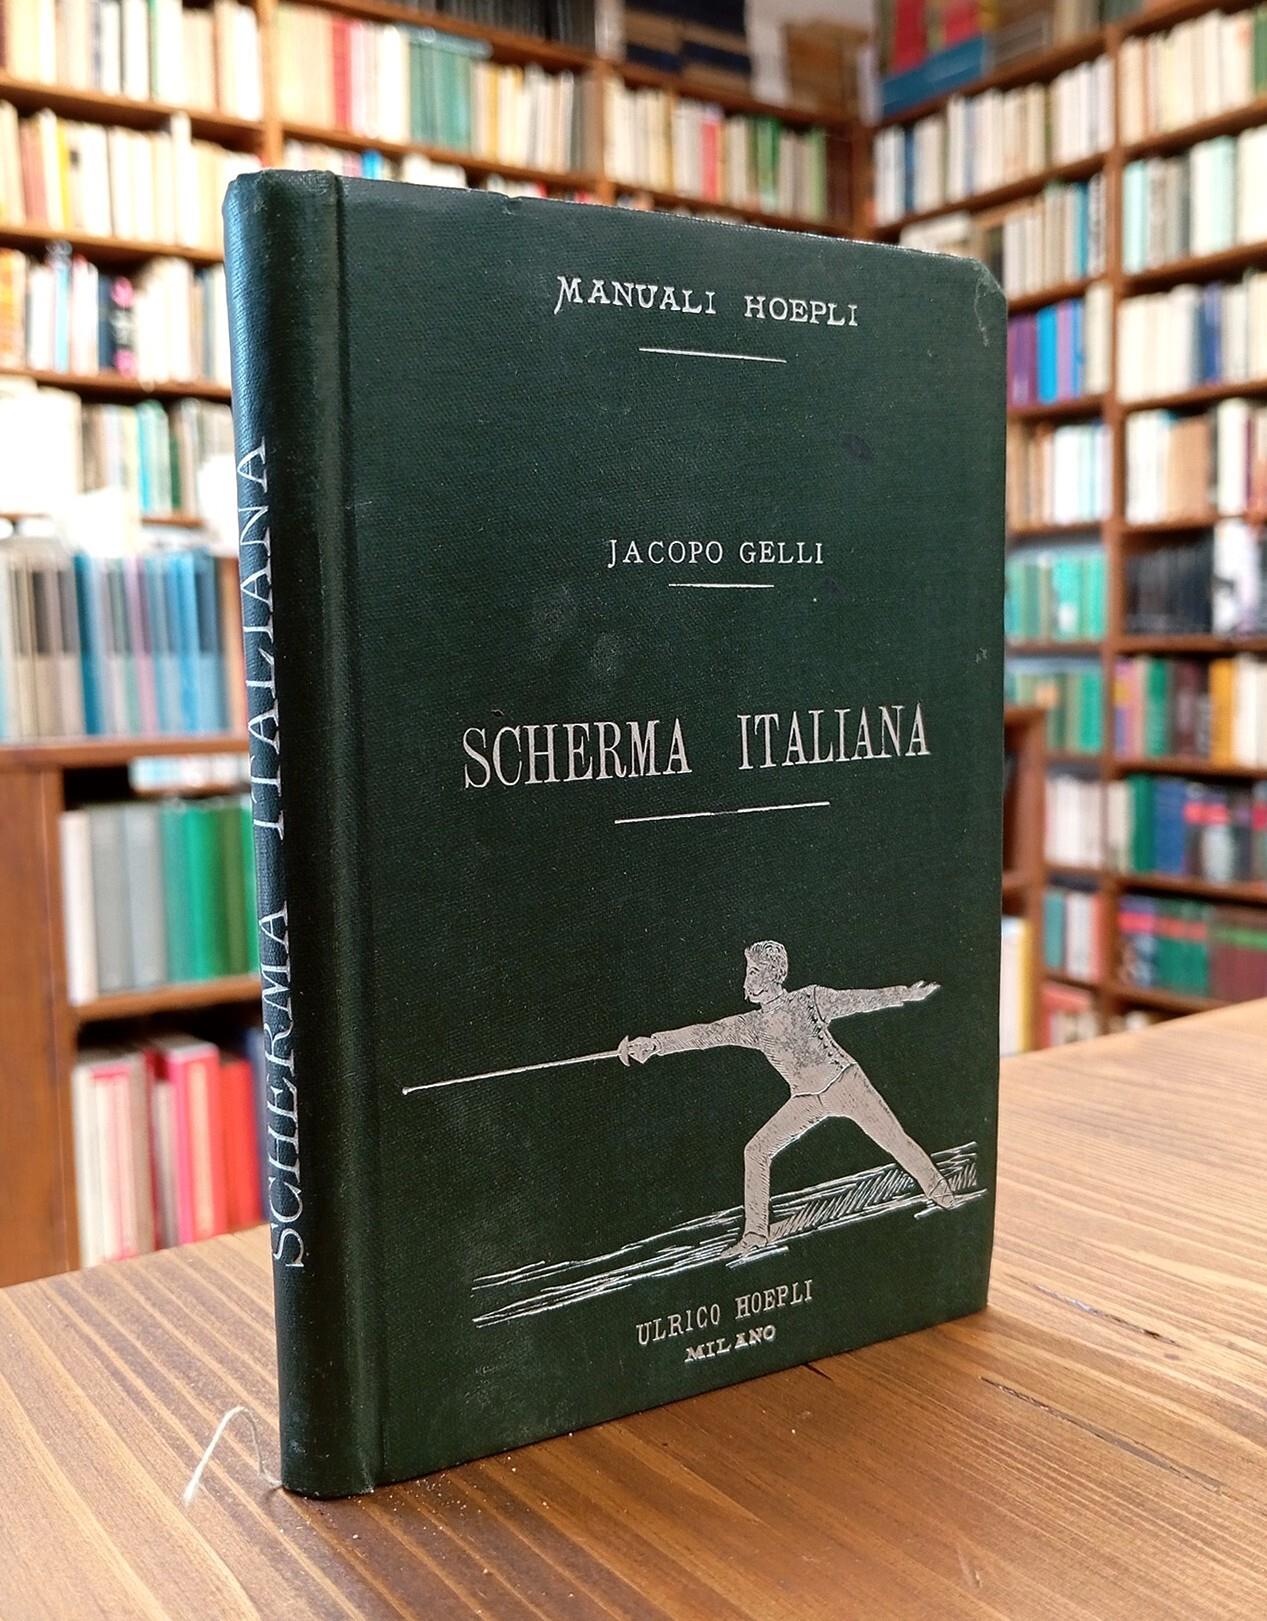 MANUALI HOEPLI
JACOPO GELLI
SCHERMA ITALIANA
ULRICO HOEPLI
MILANO
SCHERMA ITALIANA